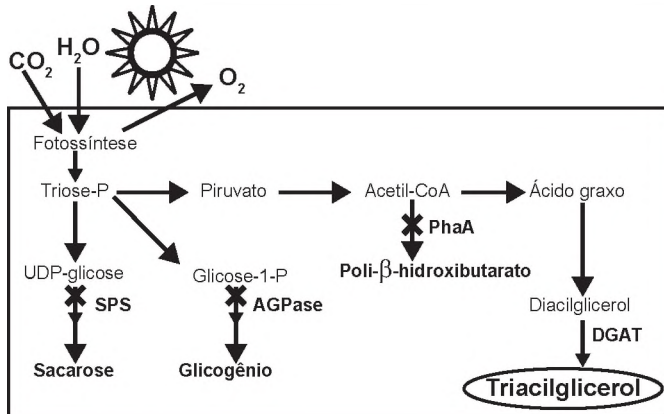 CO2
H2O
O2
Fotossíntese
Triose-P
Piruvato
Acetil-CoA
Ácido graxo
PhaA
UDP-glicose
Glicose-1-P
Poli-β-hidroxibutarato
Diacilglicerol
SPS
AGPase
DGAT
Sacarose
Glicogênio
Triacilglicerol